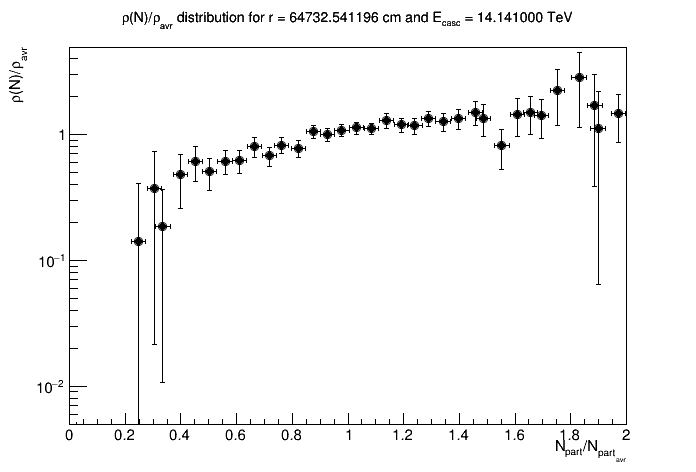 ρ(N)/ρavr distribution for r = 64732.541196 cm and Ecasc = 14.141000 TeV
ρ(N)/ρavr
1
10−1
10−2
0 0.2 0.4 0.6 0.8 1 1.2 1.4 1.6 1.8 2
Npart/Npartavr